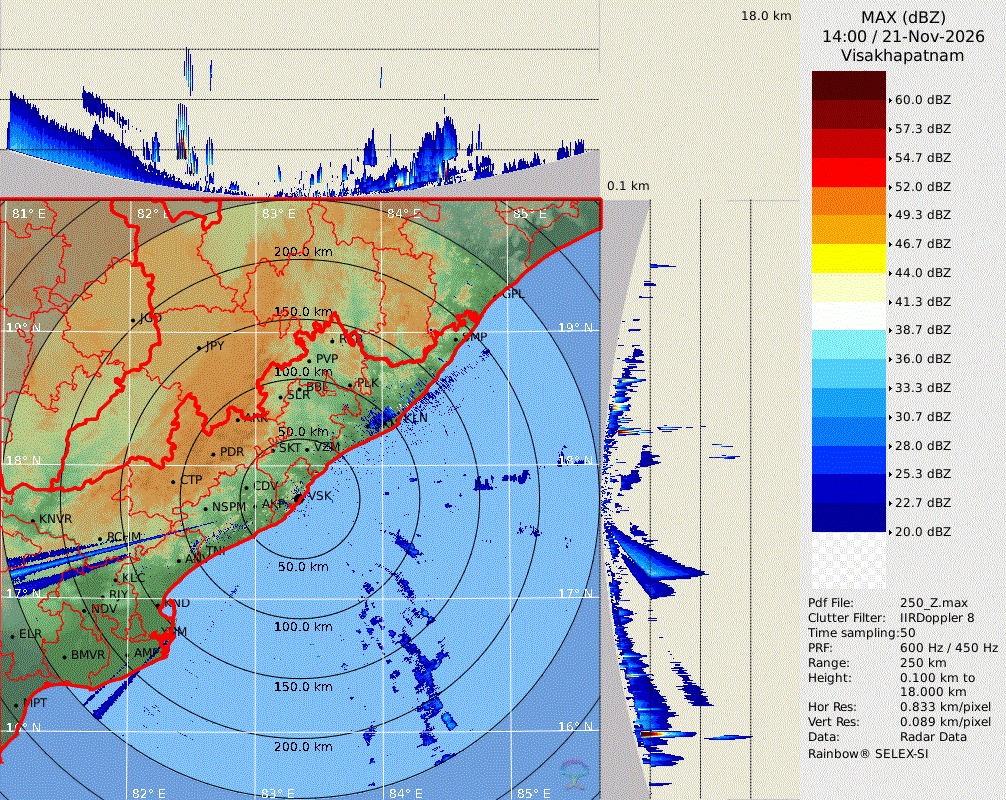 18.0 km
0.1 km
MAX (dBZ)
14:00 / 21-Nov-2026
Visakhapatnam
60.0 dBZ
57.3 dBZ
54.7 dBZ
52.0 dBZ
49.3 dBZ
46.7 dBZ
44.0 dBZ
41.3 dBZ
38.7 dBZ
36.0 dBZ
33.3 dBZ
30.7 dBZ
28.0 dBZ
25.3 dBZ
22.7 dBZ
20.0 dBZ
Pdf File: 250_Z.max
Clutter Filter: IIRDoppler 8
Time sampling:50
PRF: 600 Hz / 450 Hz
Range: 250 km
Height: 0.100 km to
18.000 km
Hor Res: 0.833 km/pixel
Vert Res: 0.089 km/pixel
Data: Radar Data
Rainbow® SELEX-SI
81° E 82° E 83° E 84° E 85° E
200.0 km
GPL
150.0 km
JGD
19° N 19° N
JPY
PVP
100.0 km
PLK
BBL
SLR
KLN
50.0 km
PDR SKT VZM
18° N 18° N
CTP
CDV
VSK
NSPM AKP
KNVR
TNI
50.0 km
KLC
RJY
17° N 17° N
NDV KND
100.0 km
ELR
BMVR AMP
150.0 km
MPT
16° N 16° N
200.0 km
82° E 83° E 84° E 85° E